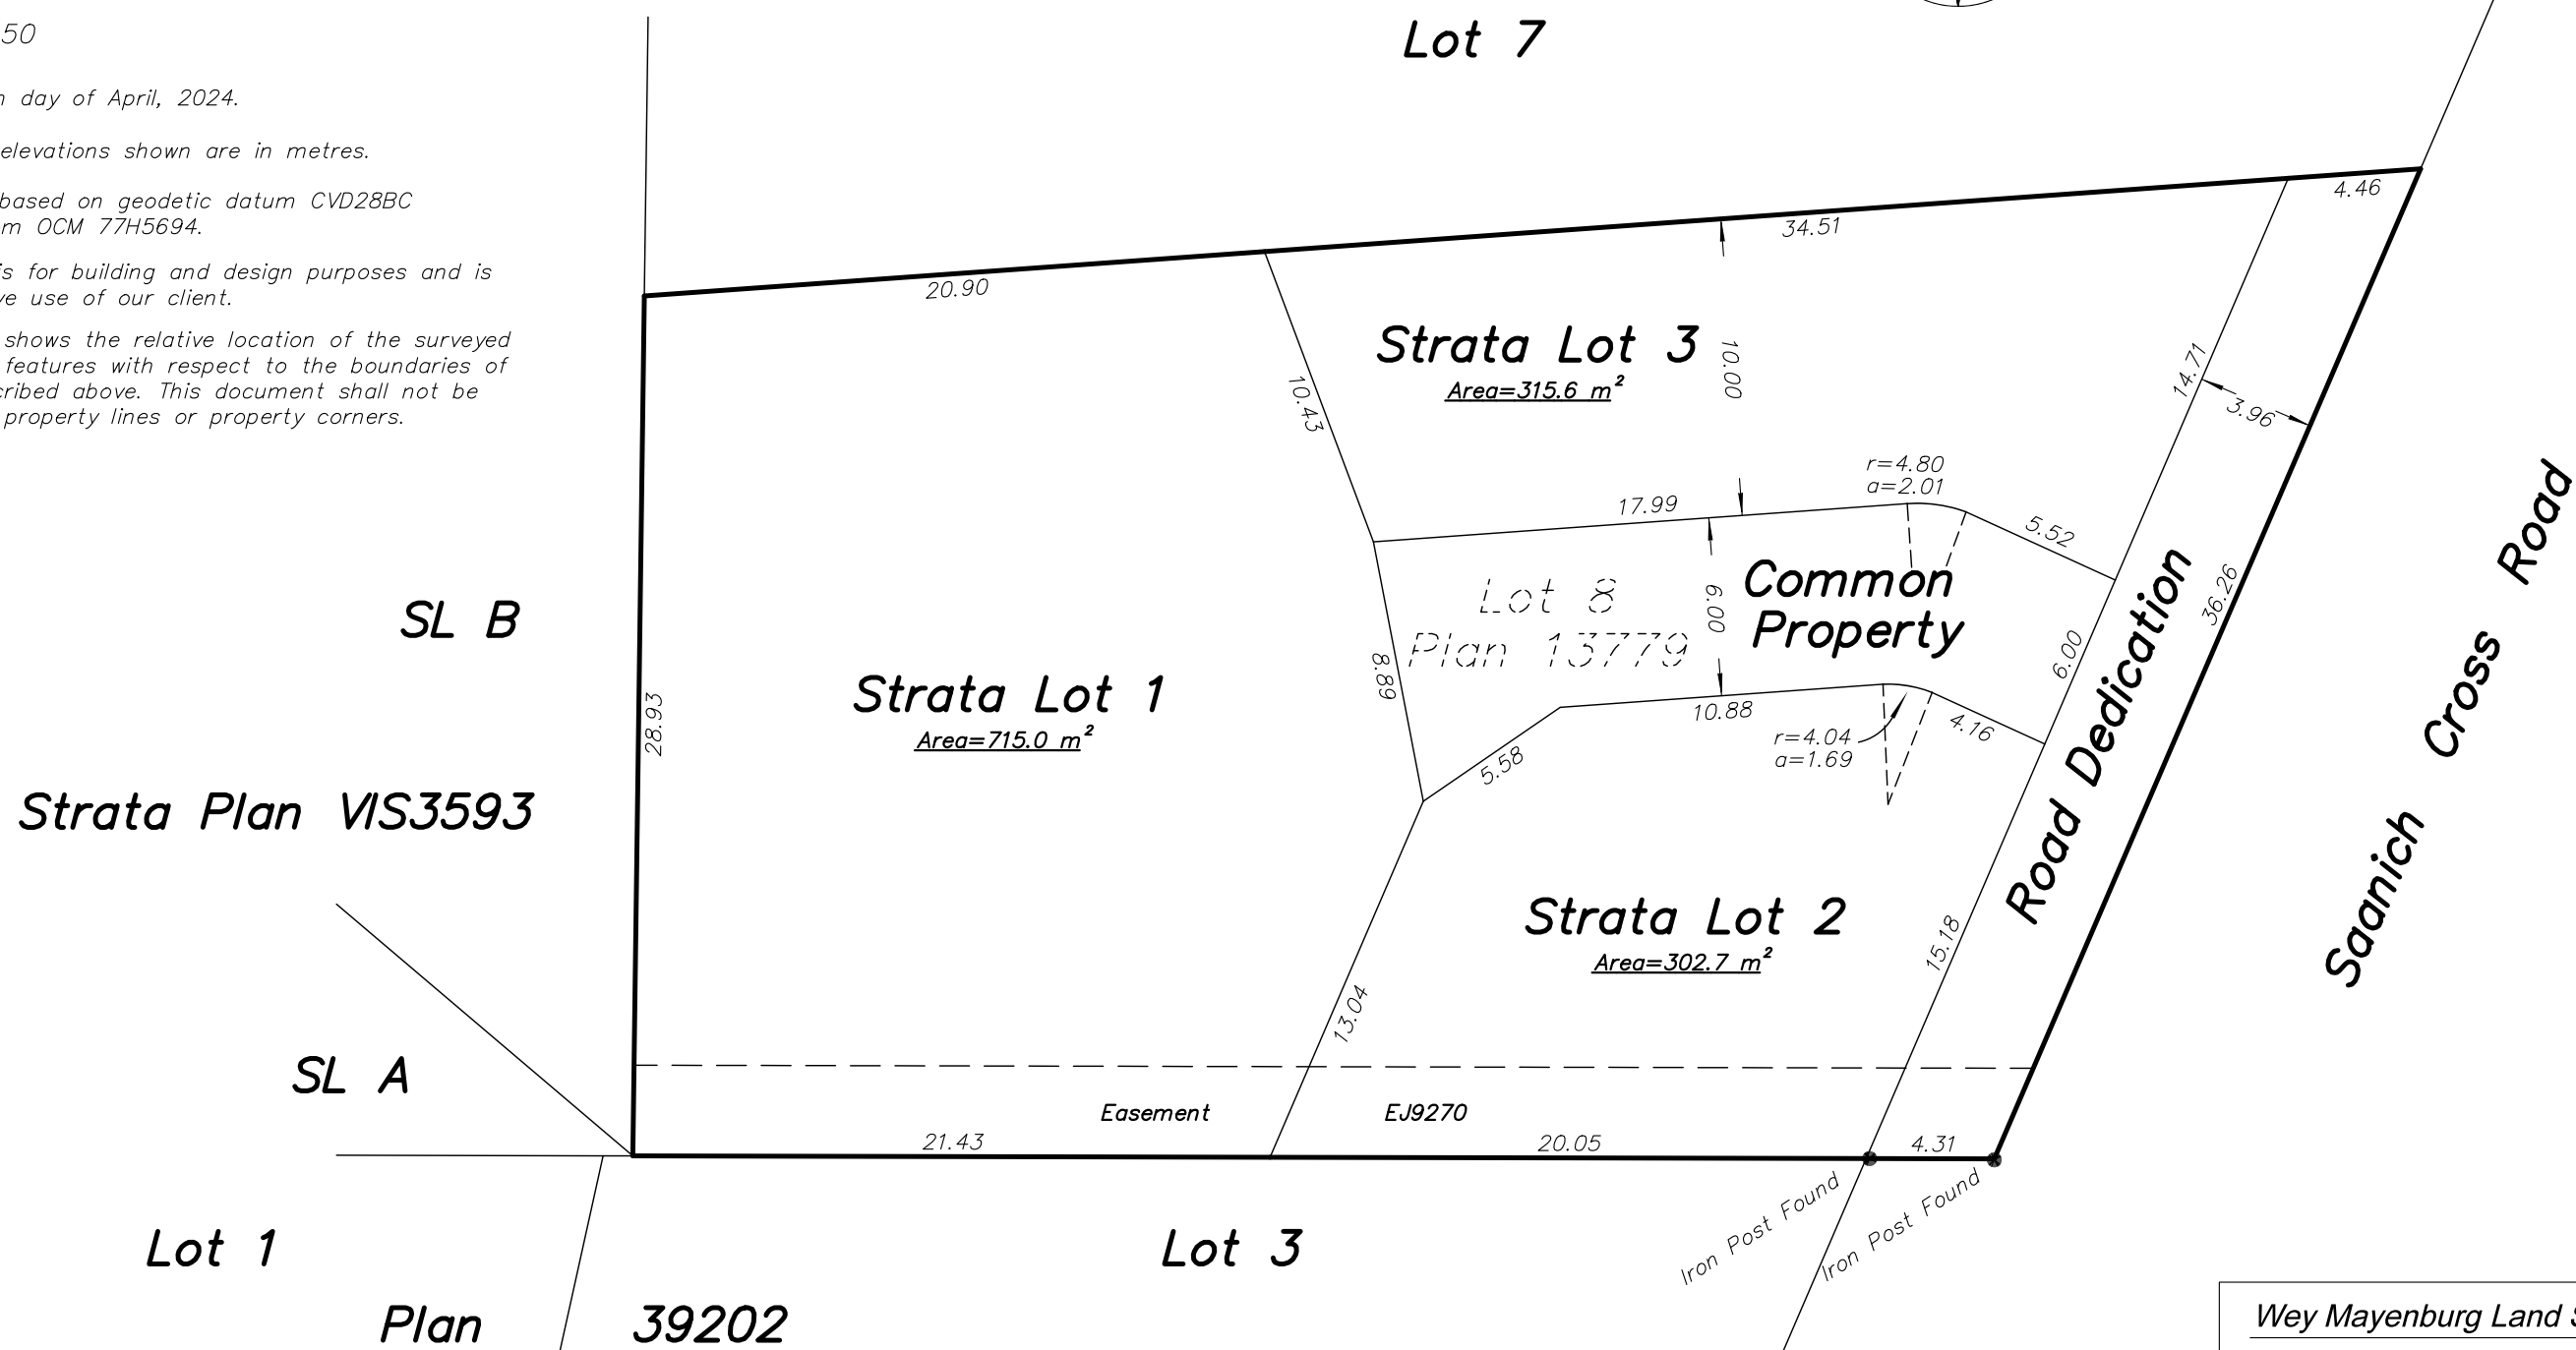 50
day of April, 2024.
elevations shown are in metres.
based on geodetic datum CVD28BC
m OCM 77H5694.
is for building and design purposes and is
ve use of our client.
shows the relative location of the surveyed
features with respect to the boundaries of
cribed above. This document shall not be
property lines or property corners.
Lot 7
4.46
34.51
20.90
Strata Lot 3
Area=315.6 m²
10.00
10.43
14.71
3.96
r=4.80
a=2.01
17.99
5.52
Road
Cross
Saanich
Common
Property
Lot 8
Plan 13779
6.00
36.26
6.00
Road Dedication
SL B
8.89
Strata Lot 1
Area=715.0 m²
28.93
10.88
r=4.04
a=1.69
4.16
5.58
Strata Plan VIS3593
Strata Lot 2
Area=302.7 m²
15.18
13.04
SL A
Easement EJ9270
21.43
20.05
4.31
Iron Post Found
Iron Post Found
Lot 1
Lot 3
Plan 39202
Wey Mayenburg Land S